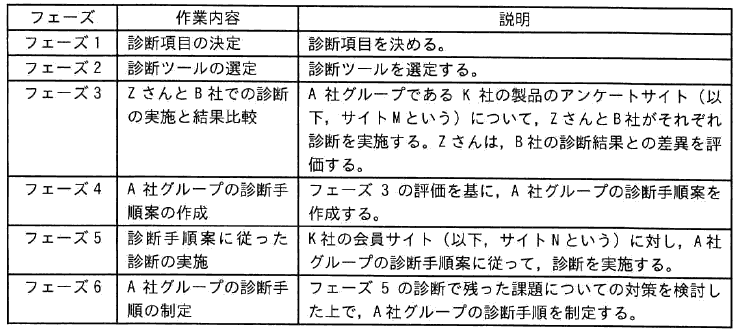 フェーズ 作業内容 説明
フェーズ1 診断項目の決定 診断項目を決める。
フェーズ2 診断ツールの選定 診断ツールを選定する。
フェーズ3 ZさんとB社での診断の実施と結果比較 A社グループであるK社の製品のアンケートサイト（以
下，サイトMという）について，ZさんとB社がそれぞれ
診断を実施する。Zさんは，B社の診断結果との差異を評
価する。
フェーズ4 A社グループの診断手順案の作成 フェーズ3の評価を基に，A社グループの診断手順案を
作成する。
フェーズ5 診断手順案に従った診断の実施 K社の会員サイト（以下，サイトNという）に対し，A社
グループの診断手順案に従って，診断を実施する。
フェーズ6 A社グループの診断手順の制定 フェーズ5の診断で残った課題についての対策を検討し
た上で，A社グループの診断手順を制定する。